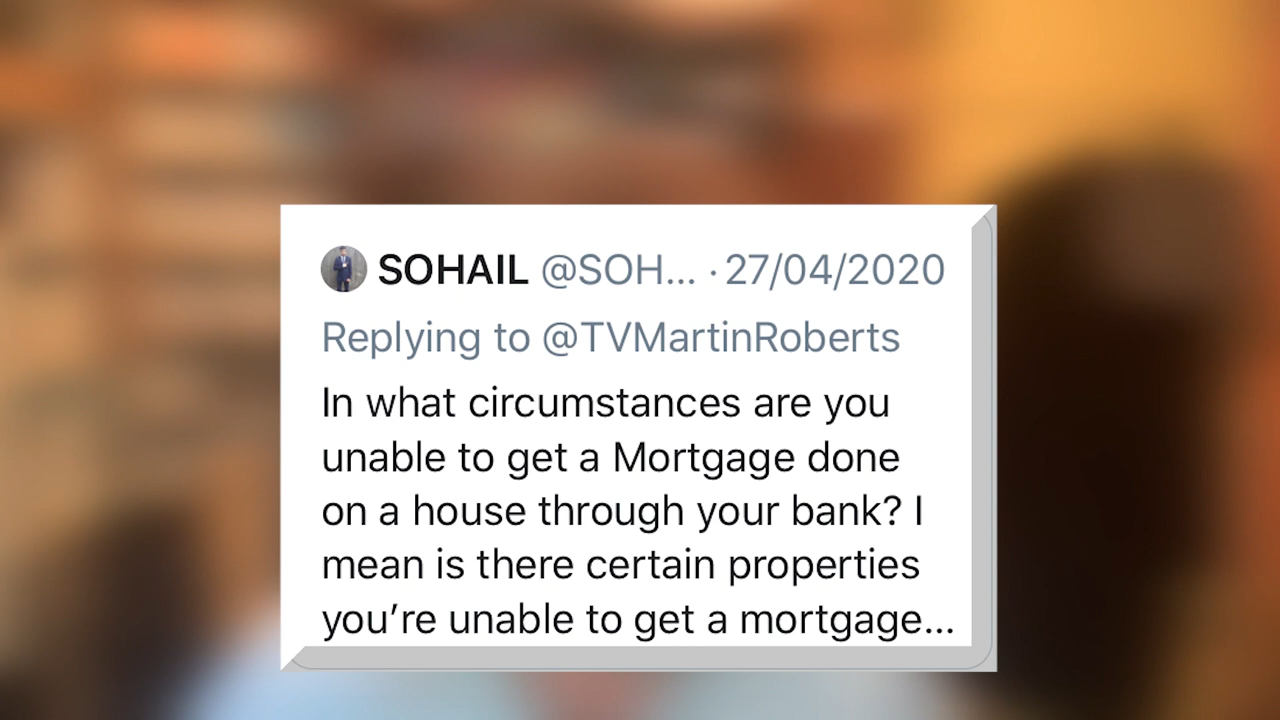 SOHAIL @SOH... · 27/04/2020
Replying to @TVMartinRoberts
In what circumstances are you
unable to get a Mortgage done
on a house through your bank? I
mean is there certain properties
you’re unable to get a mortgage...